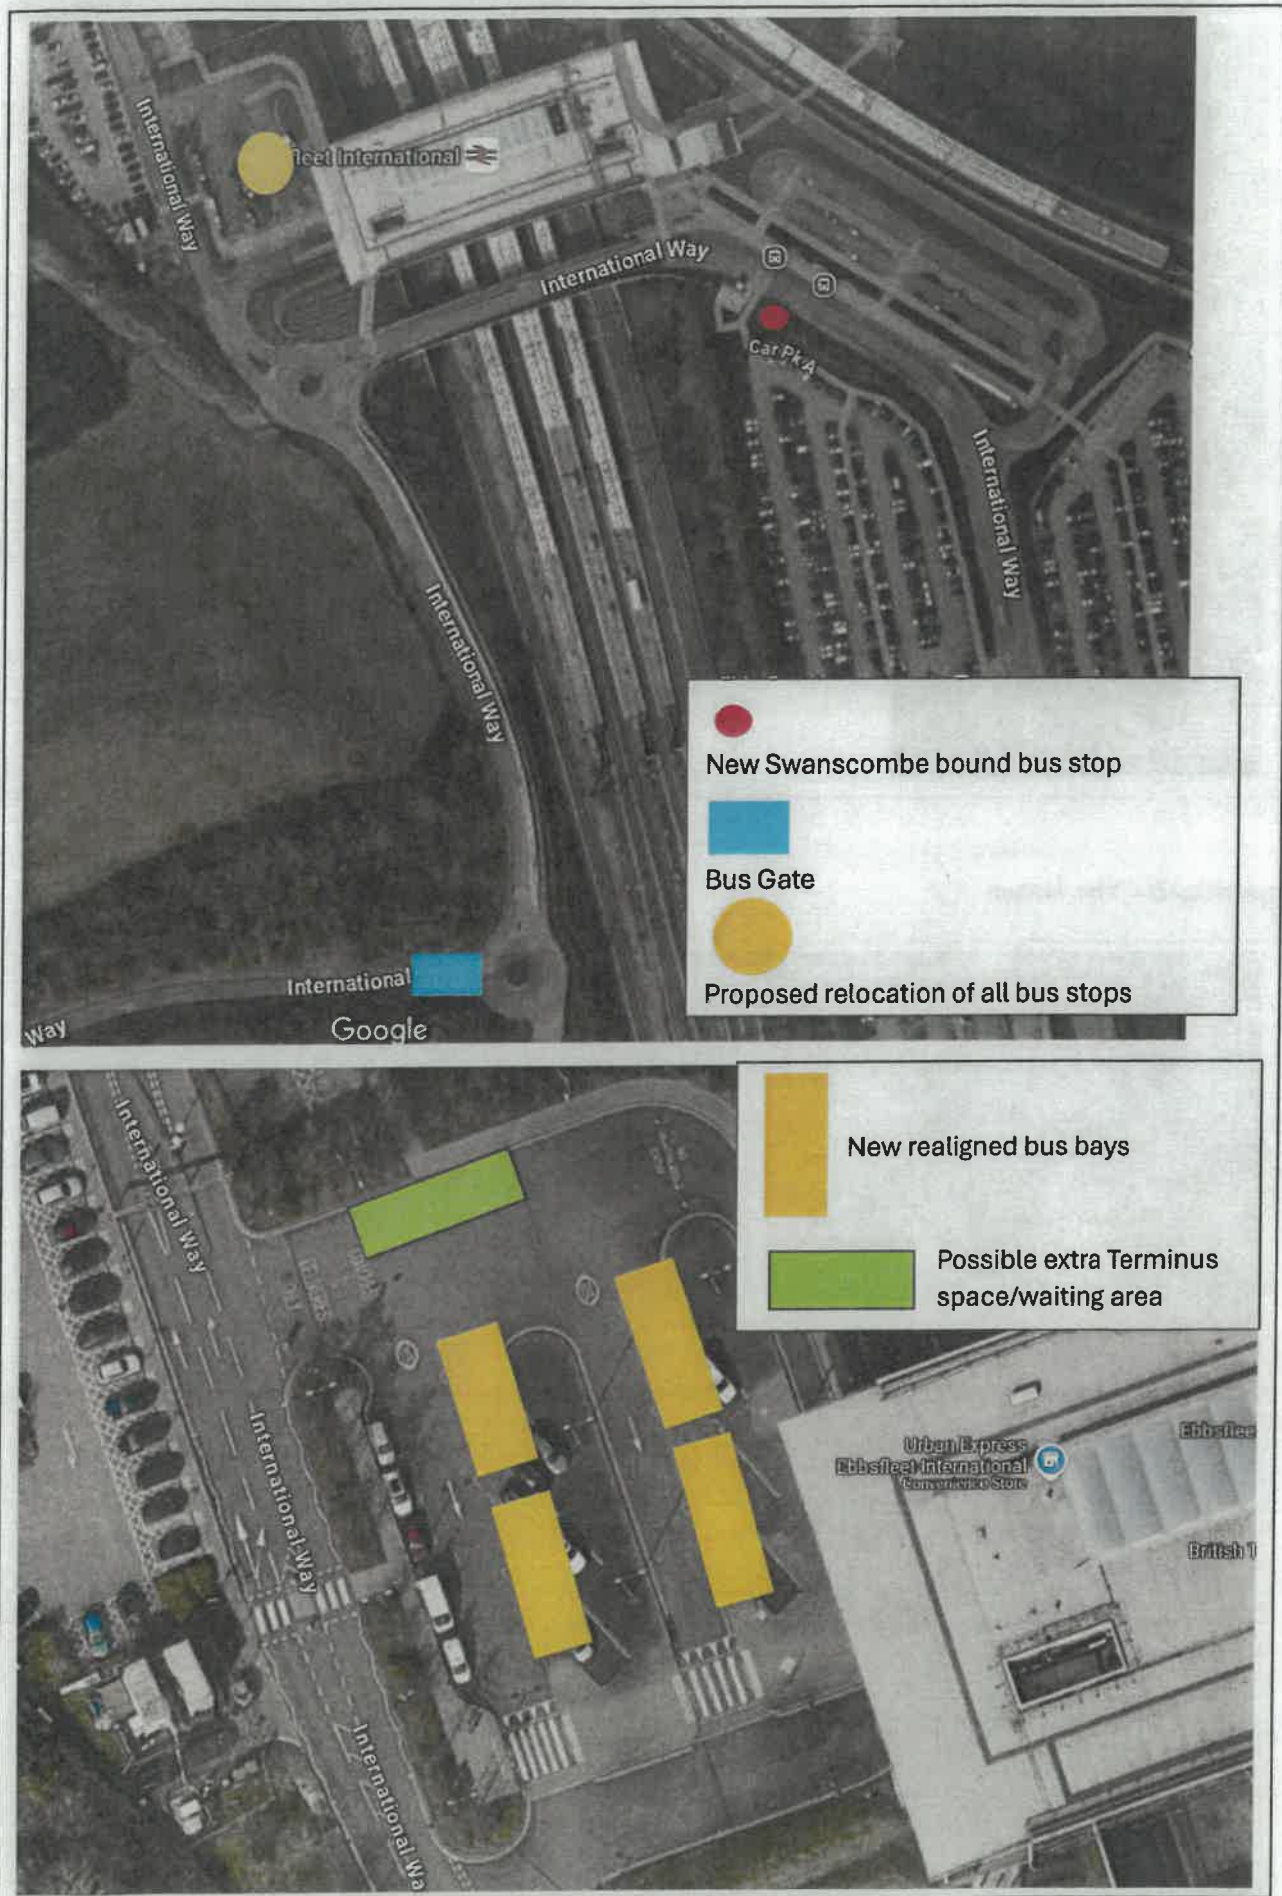 International Way
fleet International
International Way
Car Pk A
International Way
International Way
New Swanscombe bound bus stop
Bus Gate
Proposed relocation of all bus stops
International
Way
Google
New realigned bus bays
Possible extra Terminus
space/waiting area
International Way
International Way
Urban Express
Ebbsfleet International
Convenience Store
Ebbsflee
British T
International Wa